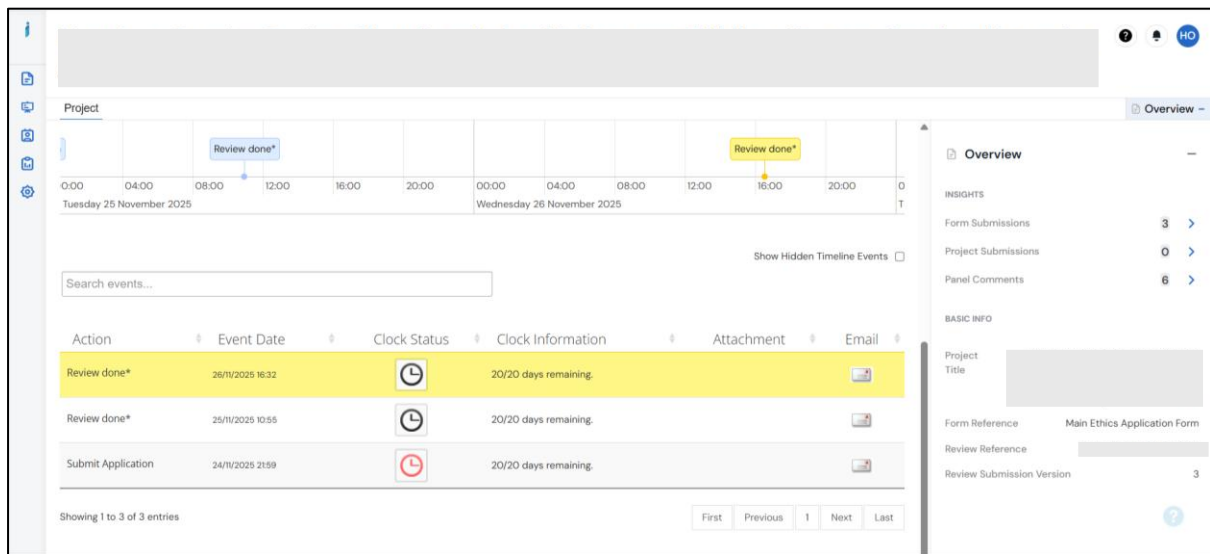 HO
Project
Overview –
Review done*
Review done*
0:00 04:00 08:00 12:00 16:00 20:00 00:00 04:00 08:00 12:00 16:00 20:00 0
Tuesday 25 November 2025 Wednesday 26 November 2025 T
Show Hidden Timeline Events
Search events...
Action Event Date Clock Status Clock Information Attachment Email
Review done* 26/11/2025 16:32 20/20 days remaining.
Review done* 25/11/2025 10:55 20/20 days remaining.
Submit Application 24/11/2025 21:59 20/20 days remaining.
Showing 1 to 3 of 3 entries
First Previous 1 Next Last
Overview –
INSIGHTS
Form Submissions 3
Project Submissions 0
Panel Comments 6
BASIC INFO
Project
Title
Form Reference Main Ethics Application Form
Review Reference
Review Submission Version 3